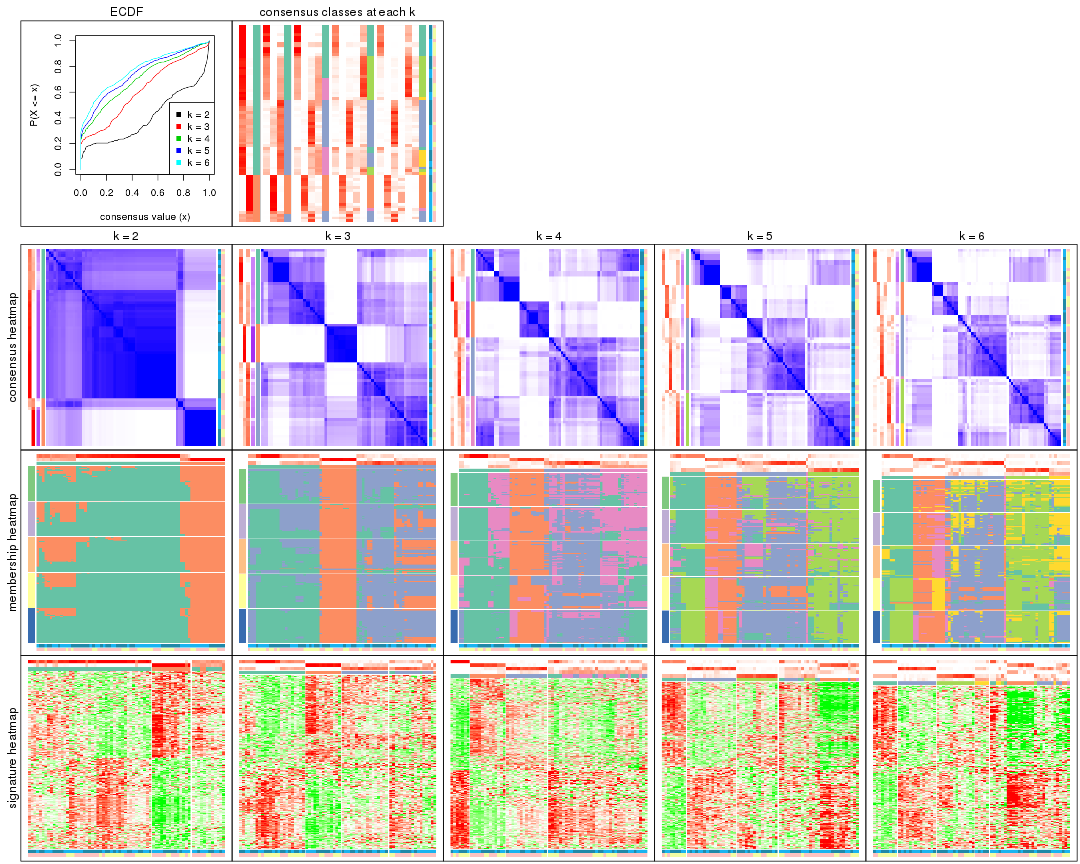 ECDF
consensus classes at each k
P(X <= x)
0.0 0.2 0.4 0.6 0.8 1.0
k = 2
k = 3
k = 4
k = 5
k = 6
0.0 0.2 0.4 0.6 0.8 1.0
consensus value (x)
k = 2 k = 3 k = 4 k = 5 k = 6
consensus heatmap
membership heatmap
signature heatmap